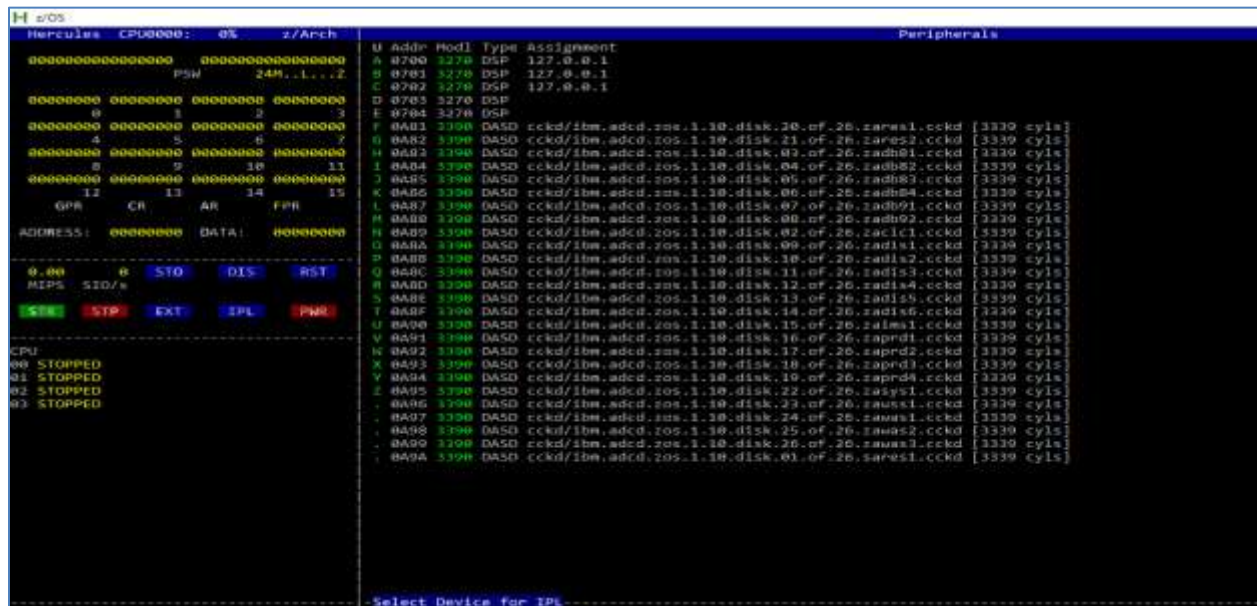 z/OS
Hercules CPU0000: 0% z/Arch
0000000000000000 0000000000000000
PSW 24M..L...Z
00000000 00000000 00000000 00000000
0 1 2 3
00000000 00000000 00000000 00000000
4 5 6 7
00000000 00000000 00000000 00000000
8 9 10 11
00000000 00000000 00000000 00000000
12 13 14 15
GPR CR AR FPR
ADDRESS: 00000000 DATA: 00000000
0.00 0 STO DIS RST
MIPS SIO/s
STR STP EXT IPL PWR
CPU
00 STOPPED
01 STOPPED
02 STOPPED
03 STOPPED
Peripherals
U Addr Modl Type Assignment
A 0700 3270 DSP 127.0.0.1
B 0701 3270 DSP 127.0.0.1
C 0702 3270 DSP 127.0.0.1
D 0703 3270 DSP
E 0704 3270 DSP
F 0A81 3390 DASD cckd/ibm.adcd.zos.1.10.disk.20.of.26.zares1.cckd [3339 cyls]
G 0A82 3390 DASD cckd/ibm.adcd.zos.1.10.disk.21.of.26.zares2.cckd [3339 cyls]
H 0A83 3390 DASD cckd/ibm.adcd.zos.1.10.disk.03.of.26.zadb81.cckd [3339 cyls]
I 0A84 3390 DASD cckd/ibm.adcd.zos.1.10.disk.04.of.26.zadb82.cckd [3339 cyls]
J 0A85 3390 DASD cckd/ibm.adcd.zos.1.10.disk.05.of.26.zadb83.cckd [3339 cyls]
K 0A86 3390 DASD cckd/ibm.adcd.zos.1.10.disk.06.of.26.zadb84.cckd [3339 cyls]
L 0A87 3390 DASD cckd/ibm.adcd.zos.1.10.disk.07.of.26.zadb91.cckd [3339 cyls]
M 0A88 3390 DASD cckd/ibm.adcd.zos.1.10.disk.08.of.26.zadb92.cckd [3339 cyls]
N 0A89 3390 DASD cckd/ibm.adcd.zos.1.10.disk.02.of.26.zaclc1.cckd [3339 cyls]
O 0A8A 3390 DASD cckd/ibm.adcd.zos.1.10.disk.09.of.26.zadis1.cckd [3339 cyls]
P 0A8B 3390 DASD cckd/ibm.adcd.zos.1.10.disk.10.of.26.zadis2.cckd [3339 cyls]
Q 0A8C 3390 DASD cckd/ibm.adcd.zos.1.10.disk.11.of.26.zadis3.cckd [3339 cyls]
R 0A8D 3390 DASD cckd/ibm.adcd.zos.1.10.disk.12.of.26.zadis4.cckd [3339 cyls]
S 0A8E 3390 DASD cckd/ibm.adcd.zos.1.10.disk.13.of.26.zadis5.cckd [3339 cyls]
T 0A8F 3390 DASD cckd/ibm.adcd.zos.1.10.disk.14.of.26.zadis6.cckd [3339 cyls]
U 0A90 3390 DASD cckd/ibm.adcd.zos.1.10.disk.15.of.26.zaims1.cckd [3339 cyls]
V 0A91 3390 DASD cckd/ibm.adcd.zos.1.10.disk.16.of.26.zaprd1.cckd [3339 cyls]
W 0A92 3390 DASD cckd/ibm.adcd.zos.1.10.disk.17.of.26.zaprd2.cckd [3339 cyls]
X 0A93 3390 DASD cckd/ibm.adcd.zos.1.10.disk.18.of.26.zaprd3.cckd [3339 cyls]
Y 0A94 3390 DASD cckd/ibm.adcd.zos.1.10.disk.19.of.26.zaprd4.cckd [3339 cyls]
Z 0A95 3390 DASD cckd/ibm.adcd.zos.1.10.disk.22.of.26.zasys1.cckd [3339 cyls]
. 0A96 3390 DASD cckd/ibm.adcd.zos.1.10.disk.23.of.26.zauss1.cckd [3339 cyls]
. 0A97 3390 DASD cckd/ibm.adcd.zos.1.10.disk.24.of.26.zawas1.cckd [3339 cyls]
. 0A98 3390 DASD cckd/ibm.adcd.zos.1.10.disk.25.of.26.zawas2.cckd [3339 cyls]
. 0A99 3390 DASD cckd/ibm.adcd.zos.1.10.disk.26.of.26.zawas3.cckd [3339 cyls]
. 0A9A 3390 DASD cckd/ibm.adcd.zos.1.10.disk.01.of.26.sares1.cckd [3339 cyls]
Select Device for IPL